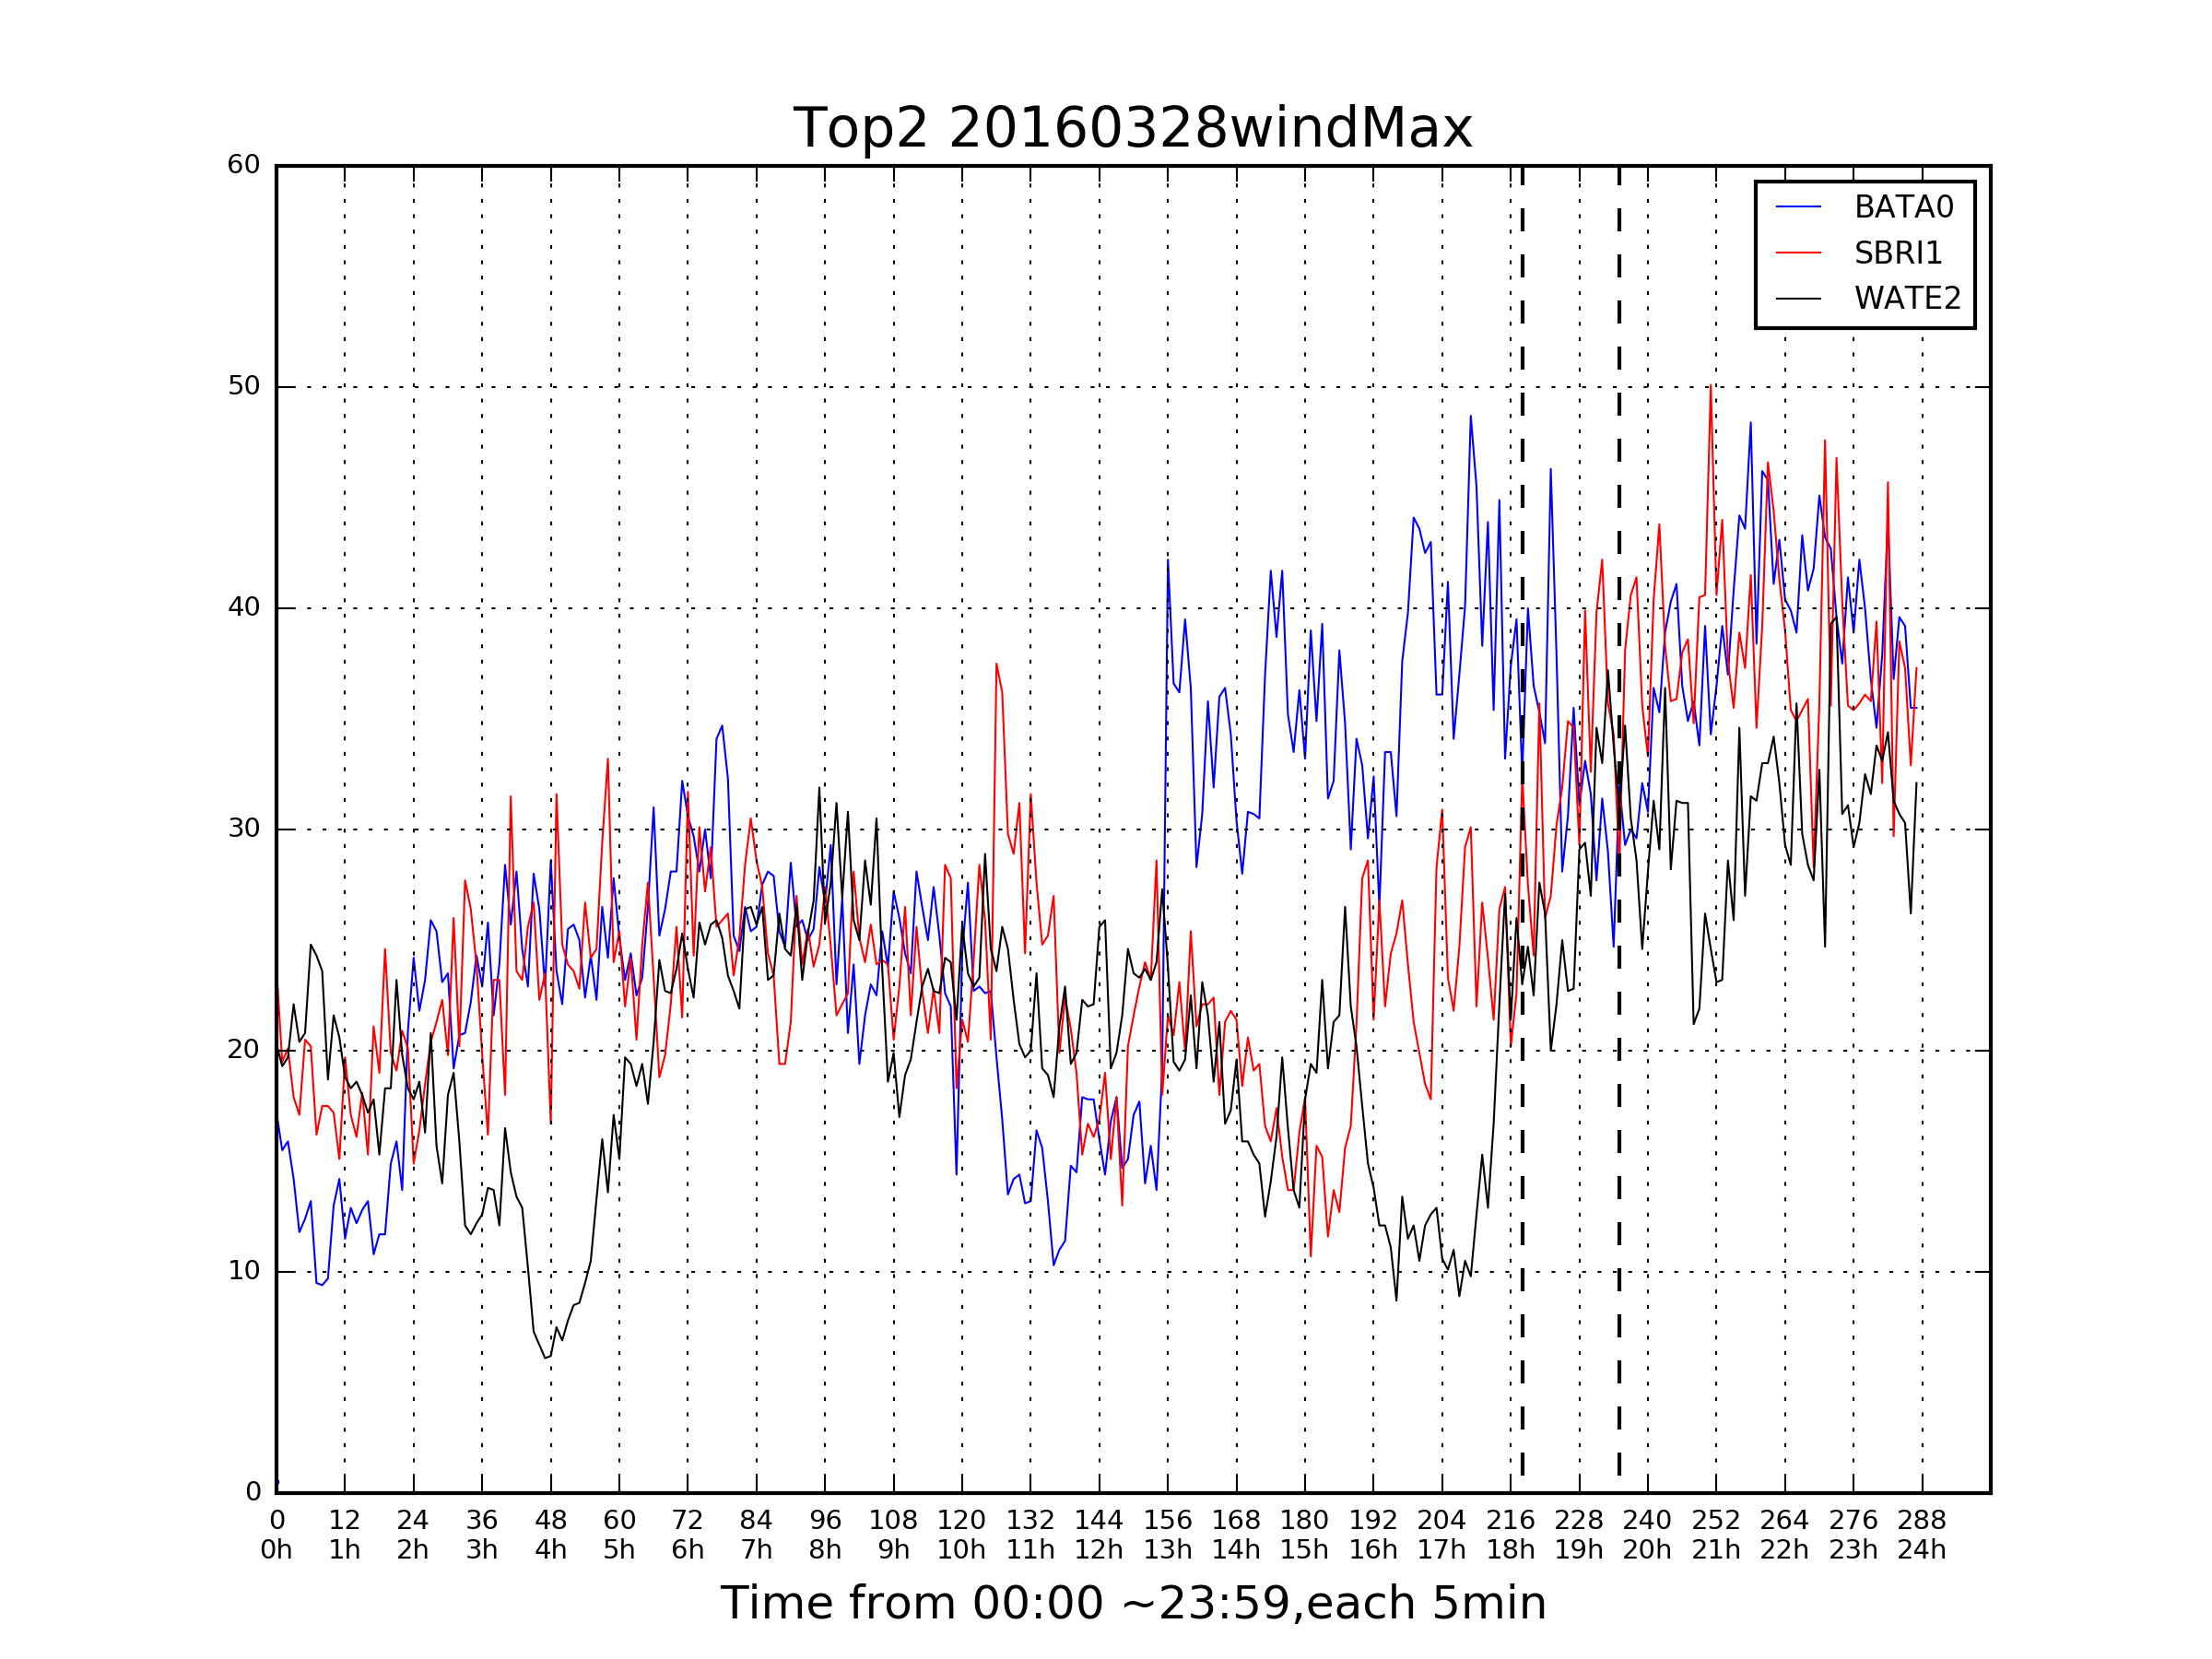 Top2 20160328windMax
60
50
40
30
20
10
0
BATA0
SBRI1
WATE2
0 12 24 36 48 60 72 84 96 108 120 132 144 156 168 180 192 204 216 228 240 252 264 276 288
0h 1h 2h 3h 4h 5h 6h 7h 8h 9h 10h 11h 12h 13h 14h 15h 16h 17h 18h 19h 20h 21h 22h 23h 24h
Time from 00:00 ~23:59,each 5min